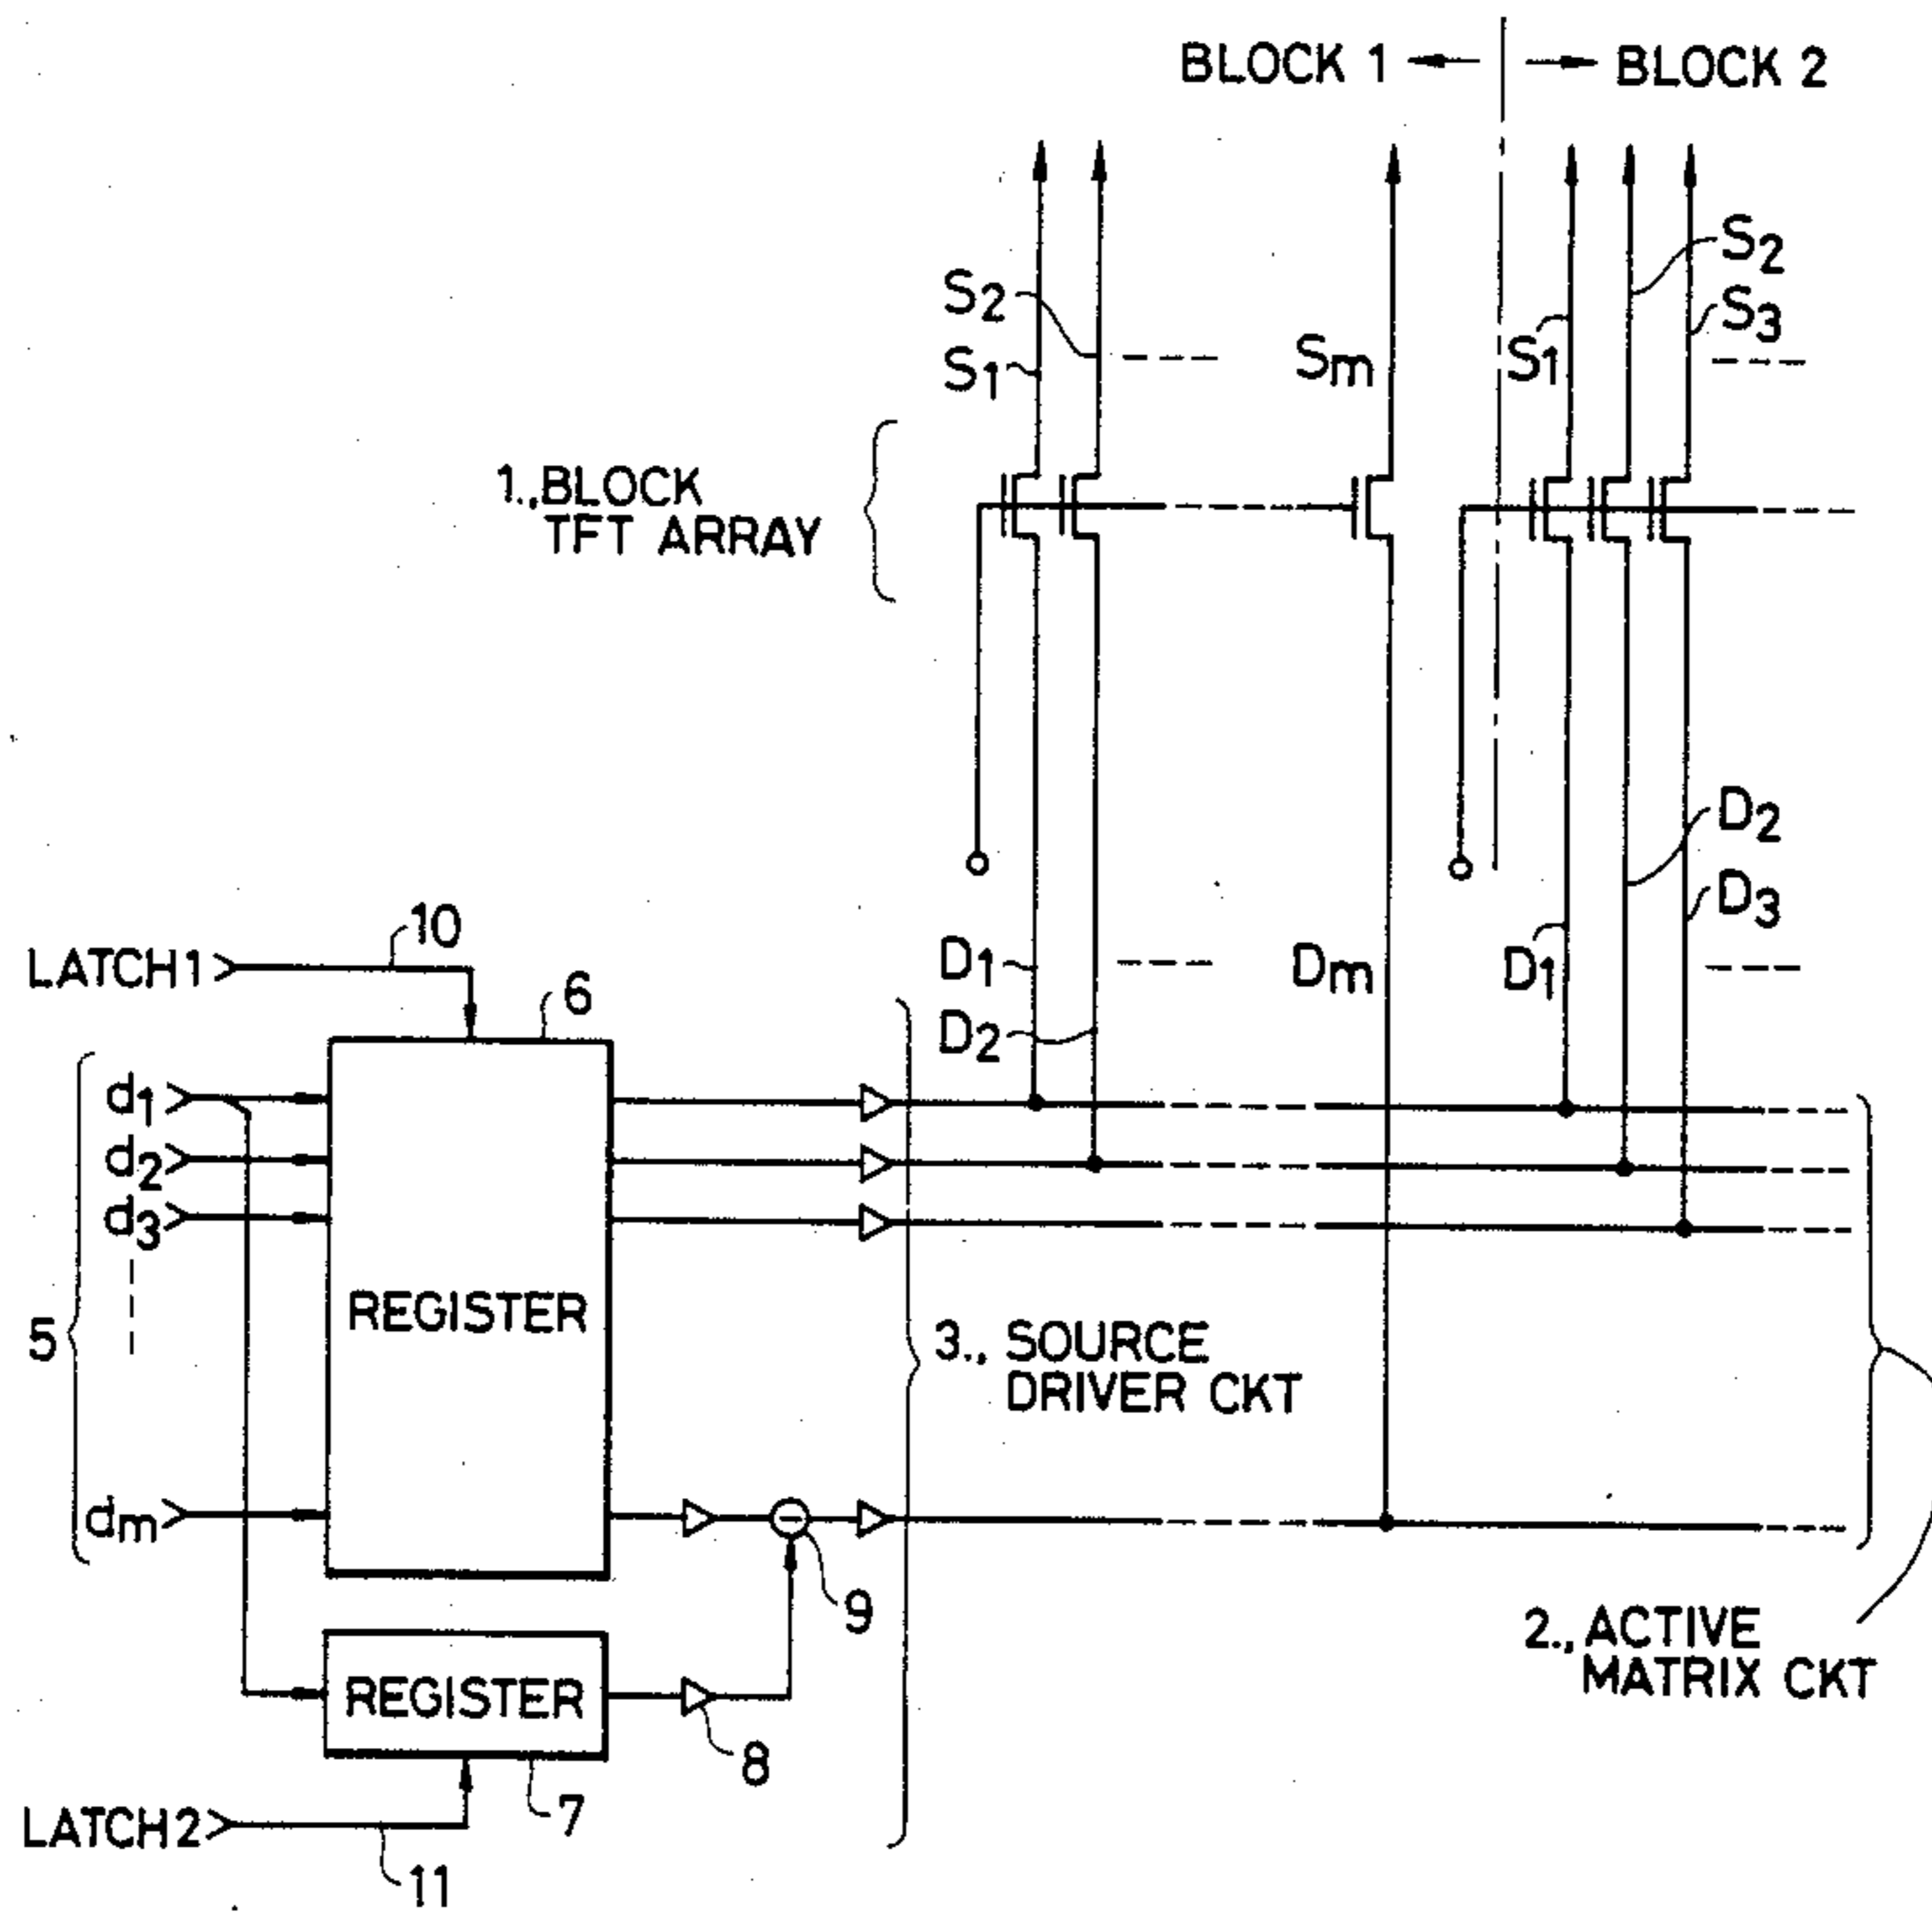 BLOCK 1 BLOCK 2
S2
S1
Sm
S1
S2
S3
1.,BLOCK
TFT ARRAY
D1
D2
Dm
D1
D2
D3
LATCH1
10
6
5
d1
d2
d3
dm
REGISTER
3., SOURCE
DRIVER CKT
9
2., ACTIVE
MATRIX CKT
REGISTER
8
7
LATCH2
11